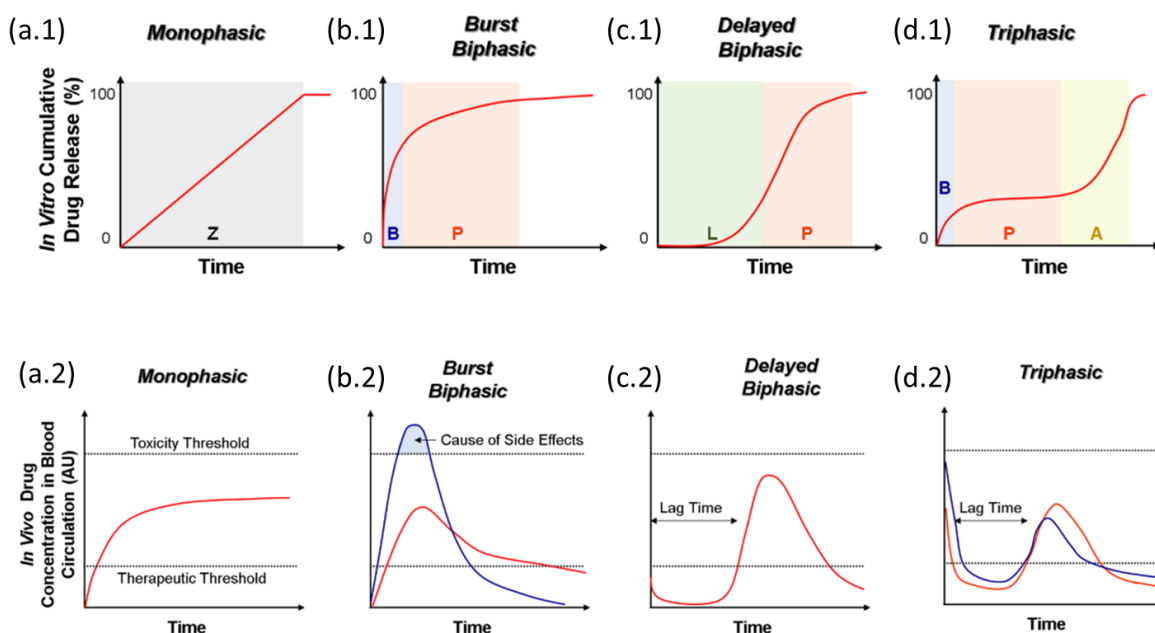 (a.1)
Monophasic
(b.1)
Burst
Biphasic
(c.1)
Delayed
Biphasic
(d.1)
Triphasic
In Vitro Cumulative
Drug Release (%)
100
0
Z
Time
100
0
B
P
Time
100
0
L
P
Time
100
0
B
P
A
Time
(a.2)
Monophasic
(b.2)
Burst
Biphasic
(c.2)
Delayed
Biphasic
(d.2)
Triphasic
In Vivo Drug
Concentration in Blood
Circulation (AU)
Toxicity Threshold
Therapeutic Threshold
Time
Cause of Side Effects
Time
Lag Time
Time
Lag Time
Time